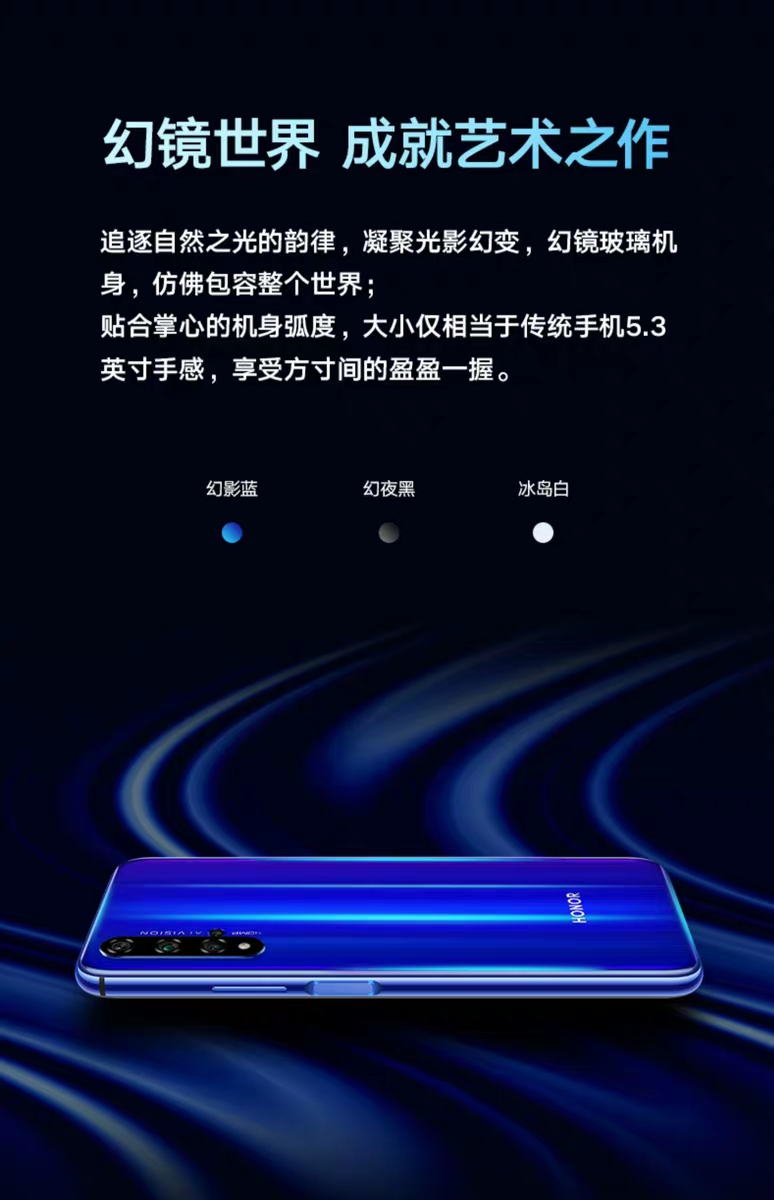 幻镜世界 成就艺术之作
追逐自然之光的韵律，凝聚光影幻变，幻镜玻璃机
身，仿佛包容整个世界；
贴合掌心的机身弧度，大小仅相当于传统手机5.3
英寸手感，享受方寸间的盈盈一握。
幻影蓝
幻夜黑
冰岛白
HONOR
48MP AI VISION